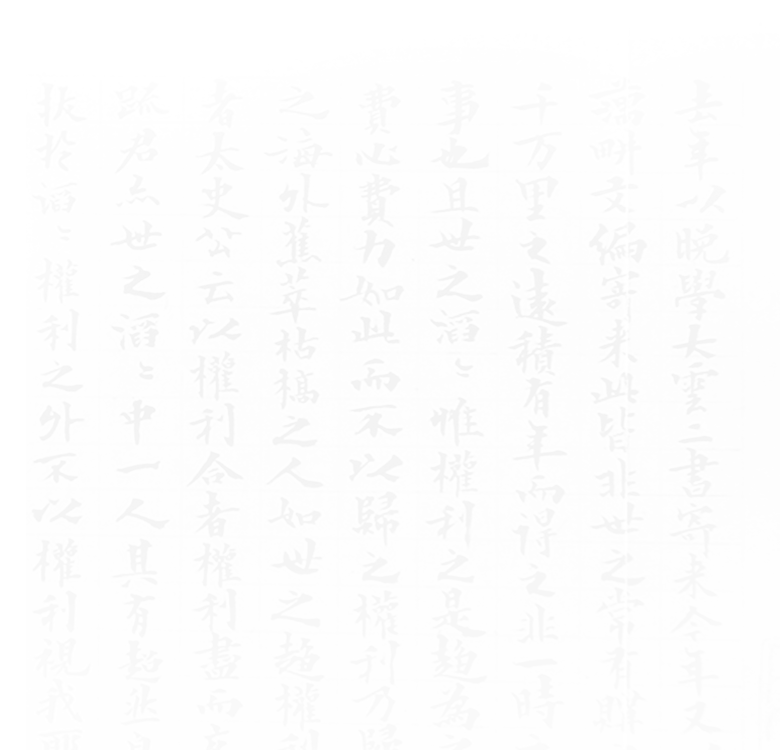 去年以晚學大雲二書寄來今年又
藕畊文編寄來此皆非世之常有購
千万里之遠積有年而得之非一時
事也且世之滔〻惟權利之是趨爲
費心費力如此而不以歸之權利乃歸
之海外蕉萃枯槁之人如世之趨權利
者太史公云以權利合者權利盡而
踈君亦世之滔〻中一人其有超然
拔於滔〻權利之外不以權利視我耶